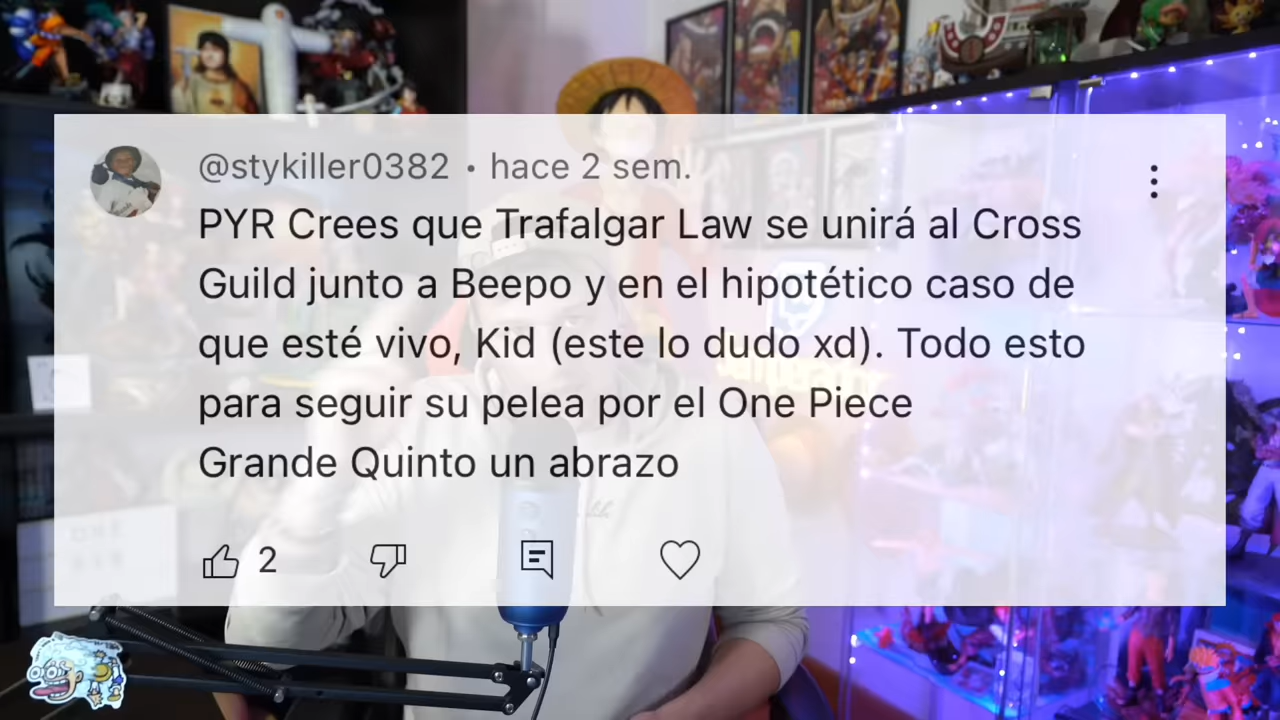 @stykiller0382 • hace 2 sem.
PYR Crees que Trafalgar Law se unirá al Cross
Guild junto a Beepo y en el hipotético caso de
que esté vivo, Kid (este lo dudo xd). Todo esto
para seguir su pelea por el One Piece
Grande Quinto un abrazo
2